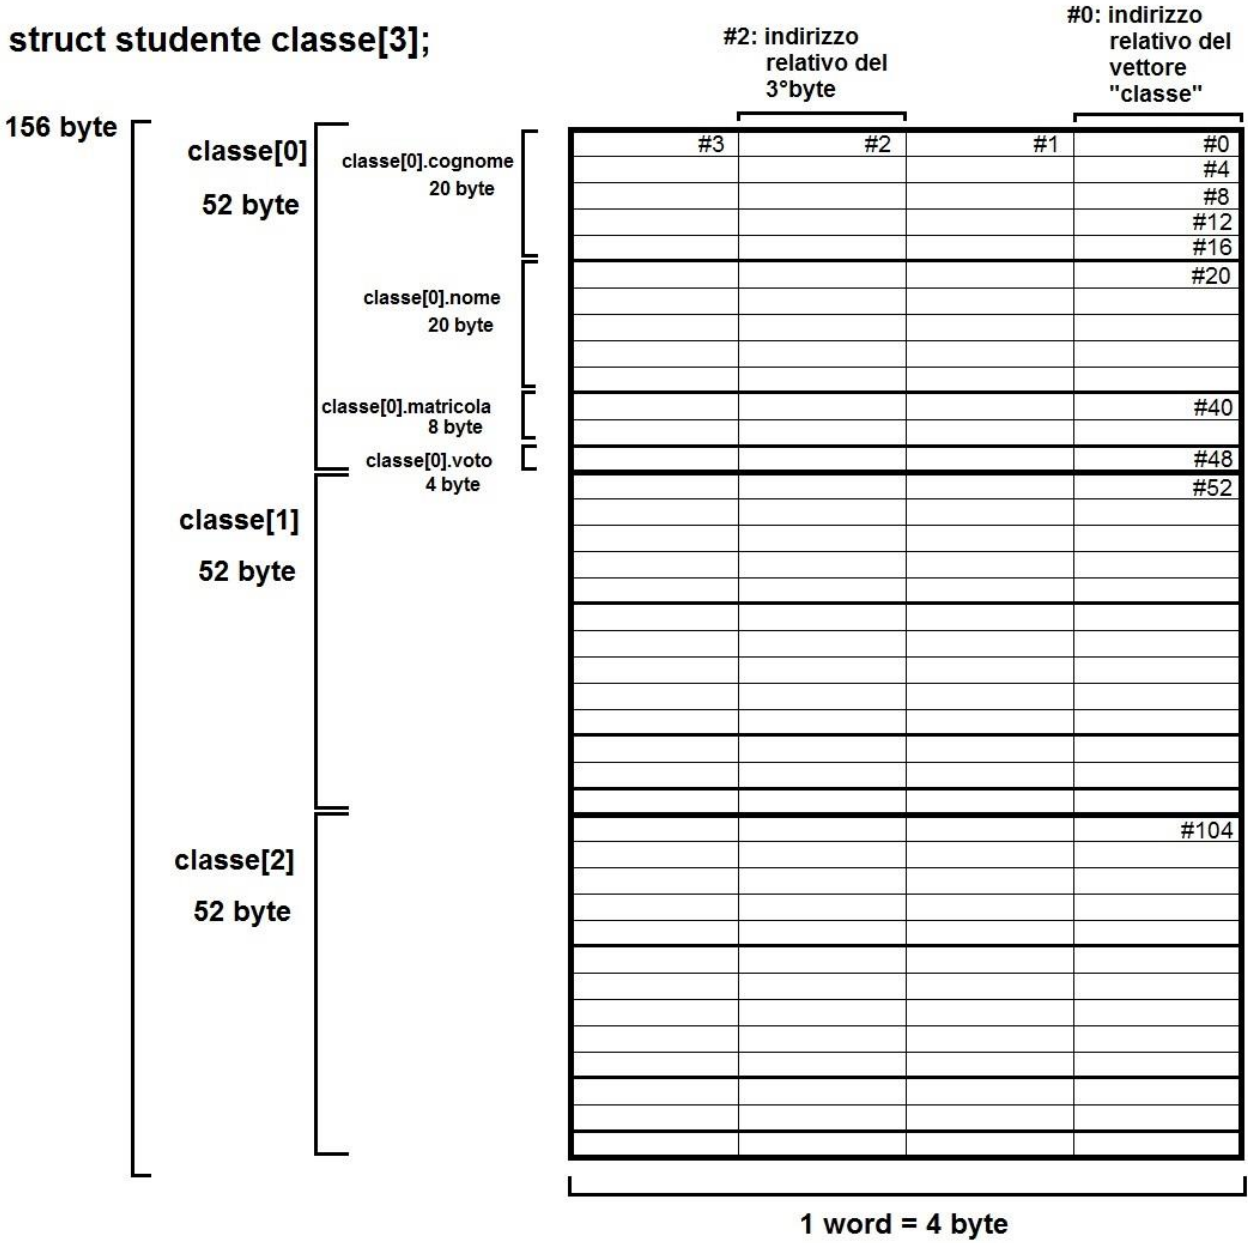 struct studente classe[3];
#2: indirizzo
relativo del
3°byte
#0: indirizzo
relativo del
vettore
"classe"
156 byte
classe[0]
52 byte
classe[0].cognome
20 byte
classe[0].nome
20 byte
classe[0].matricola
8 byte
classe[0].voto
4 byte
#3 #2 #1 #0
#4
#8
#12
#16
#20
#40
#48
#52
classe[1]
52 byte
#104
classe[2]
52 byte
1 word = 4 byte